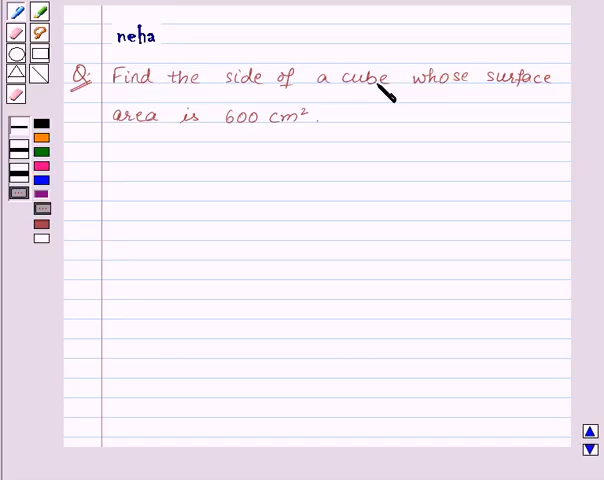 neha
Q. Find the side of a cube whose surface
area is 600 cm².